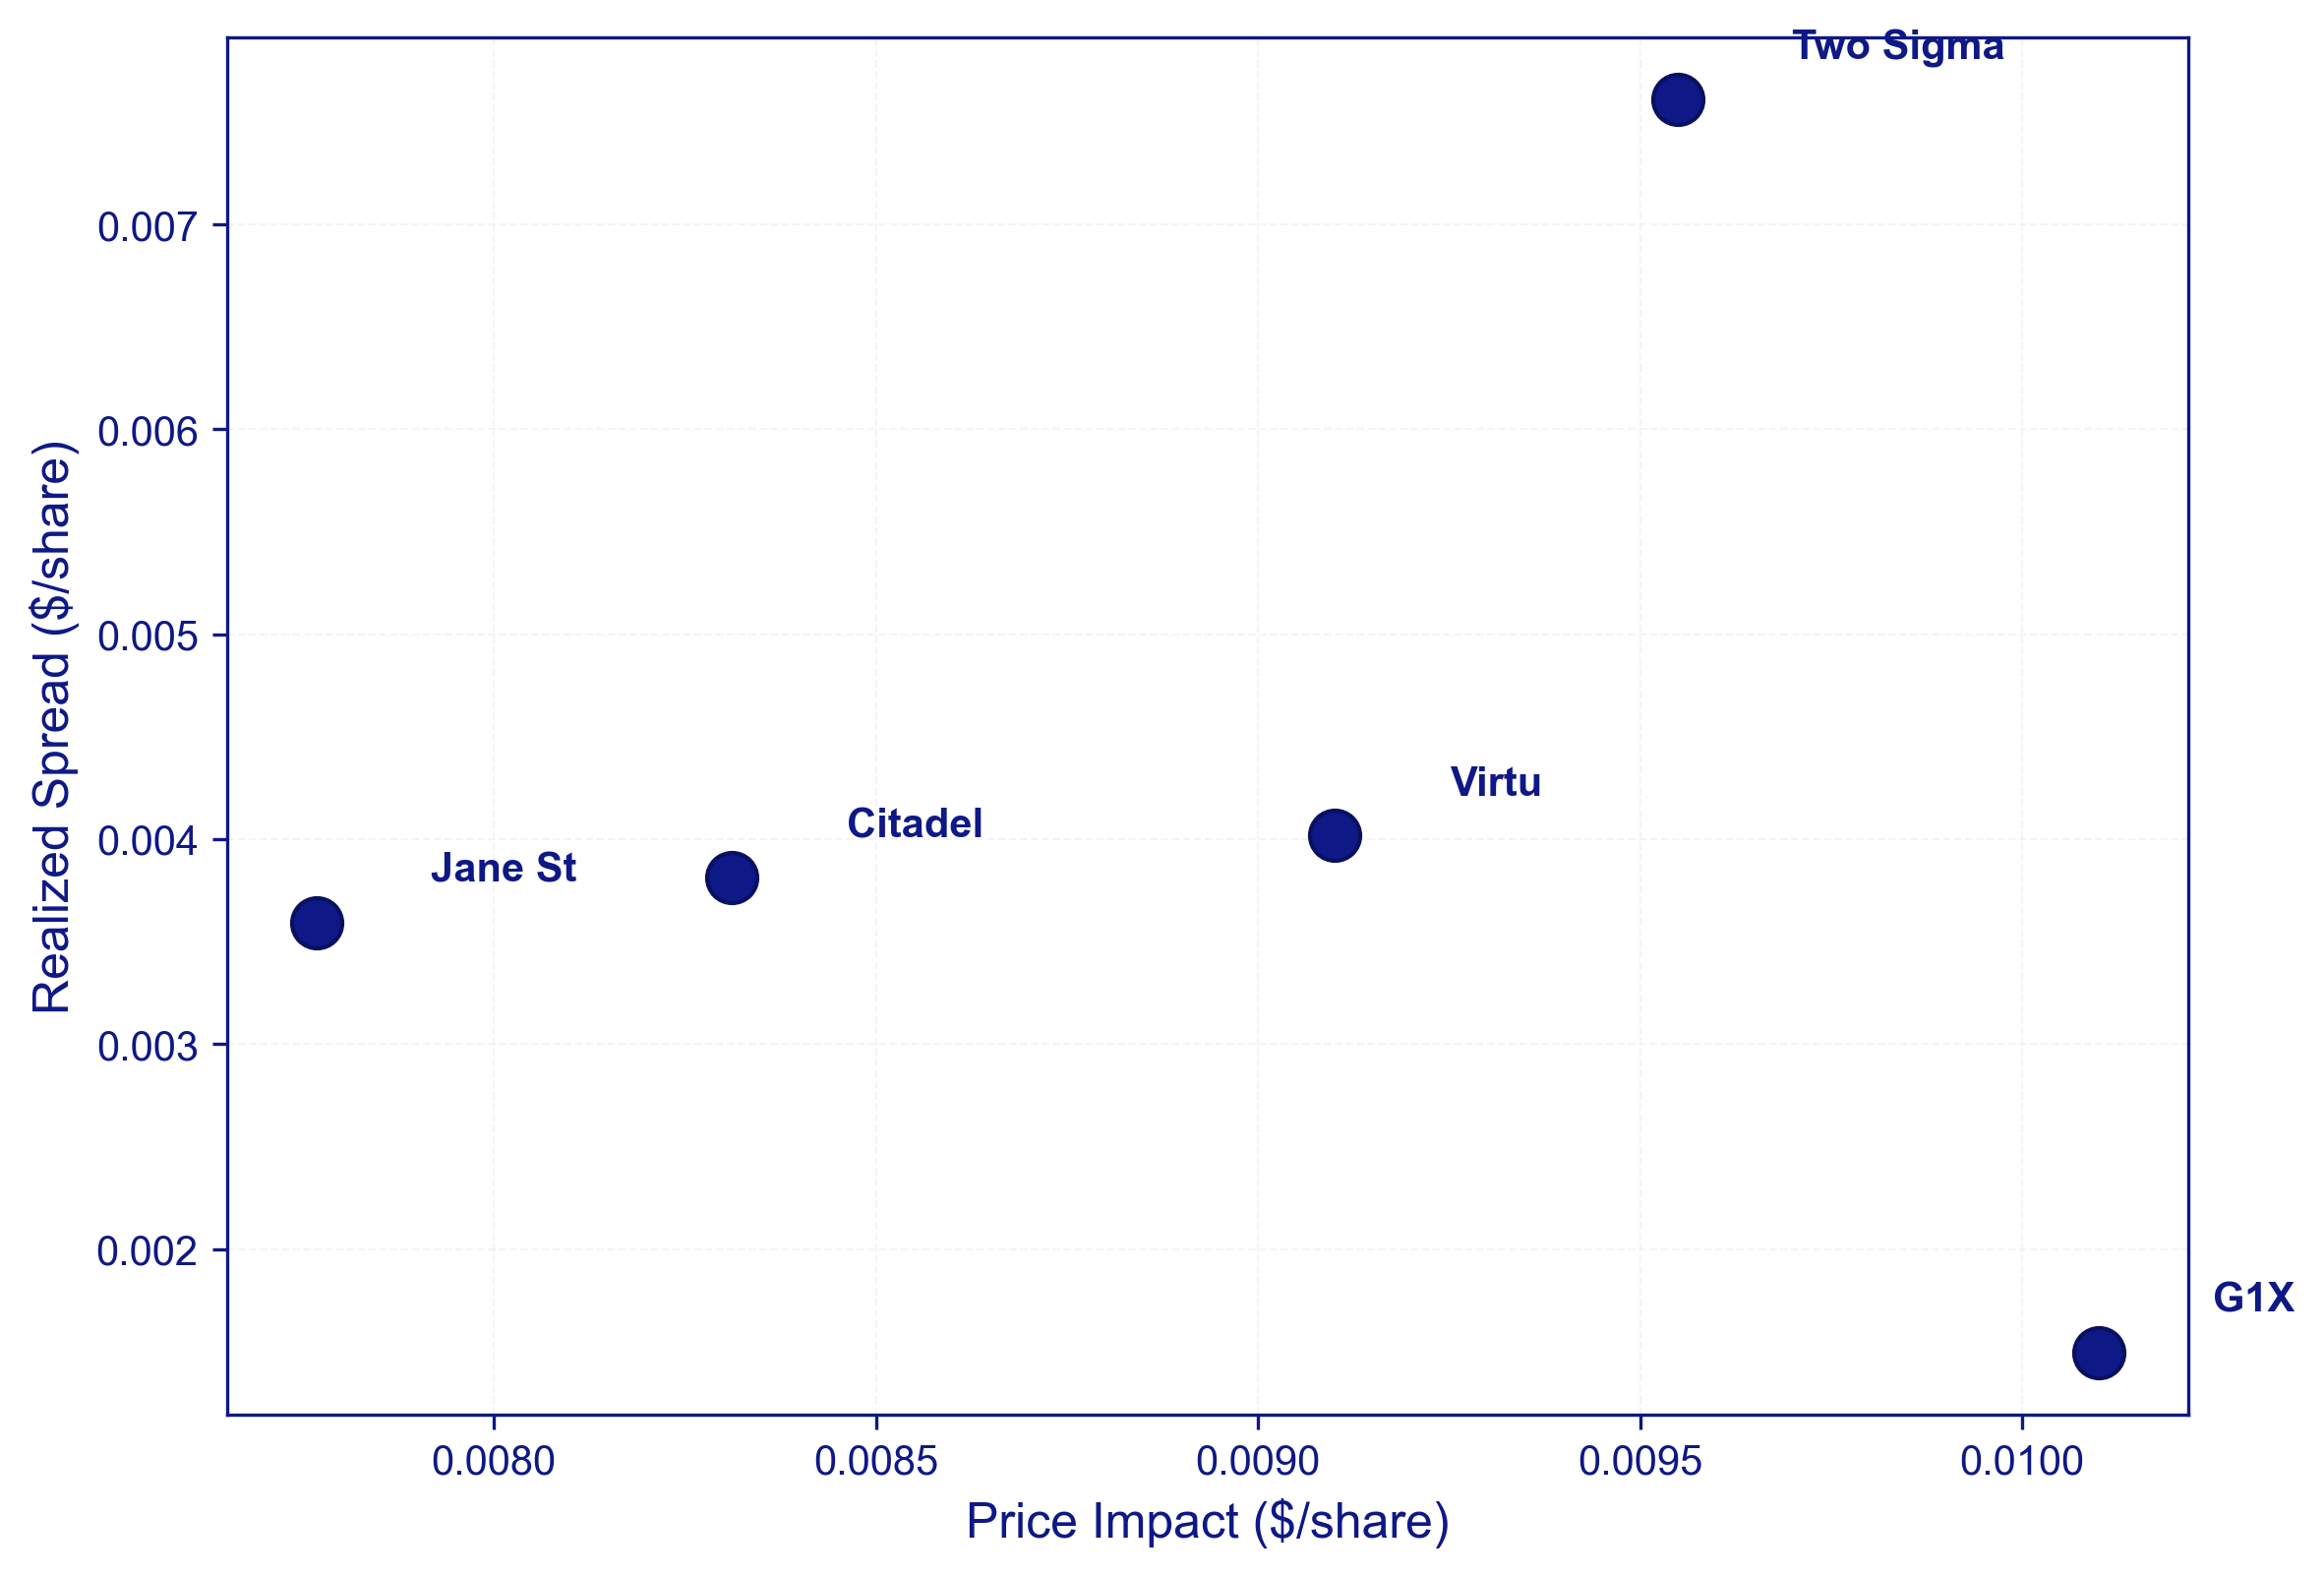 Two Sigma
0.007
0.006
0.005
Virtu
Citadel
0.004
Jane St
0.003
0.002
G1X
Realized Spread ($/share)
0.0080
0.0085
0.0090
0.0095
0.0100
Price Impact ($/share)